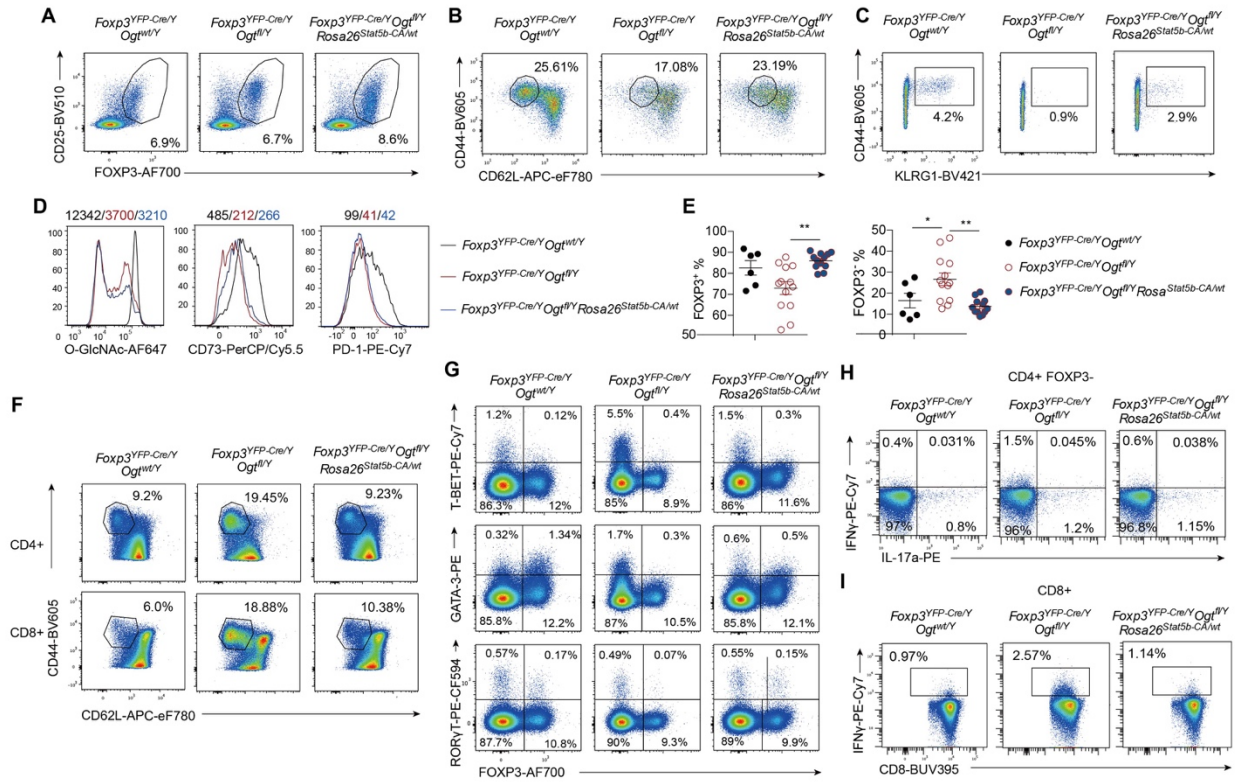 A
Foxp3YFP-Cre/Y
Ogtwt/Y
Foxp3YFP-Cre/Y
Ogtfl/Y
Foxp3YFP-Cre/YOgtfl/Y
Rosa26Stat5b-CA/wt
CD25-BV510
6.9%
6.7%
8.6%
FOXP3-AF700
B
Foxp3YFP-Cre/Y
Ogtwt/Y
Foxp3YFP-Cre/Y
Ogtfl/Y
Foxp3YFP-Cre/YOgtfl/Y
Rosa26Stat5b-CA/wt
25.61%
17.08%
23.19%
CD44-BV605
CD62L-APC-eF780
C
Foxp3YFP-Cre/Y
Ogtwt/Y
Foxp3YFP-Cre/Y
Ogtfl/Y
Foxp3YFP-Cre/YOgtfl/Y
Rosa26Stat5b-CA/wt
CD44-BV605
4.2%
0.9%
2.9%
KLRG1-BV421
D
12342/3700/3210
485/212/266
99/41/42
O-GlcNAc-AF647
CD73-PerCP/Cy5.5
PD-1-PE-Cy7
Foxp3YFP-Cre/YOgtwt/Y
Foxp3YFP-Cre/YOgtfl/Y
Foxp3YFP-Cre/YOgtfl/YRosa26Stat5b-CA/wt
E
FOXP3+ %
100
90
80
70
60
50
**
FOXP3- %
50
40
30
20
10
0
*
**
Foxp3YFP-Cre/YOgtwt/Y
Foxp3YFP-Cre/YOgtfl/Y
Foxp3YFP-Cre/YOgtfl/YRosaStat5b-CA/wt
F
Foxp3YFP-Cre/Y
Ogtwt/Y
Foxp3YFP-Cre/Y
Ogtfl/Y
Foxp3YFP-Cre/YOgtfl/Y
Rosa26Stat5b-CA/wt
CD4+
9.2%
19.45%
9.23%
CD8+
6.0%
18.88%
10.38%
CD44-BV605
CD62L-APC-eF780
G
Foxp3YFP-Cre/Y
Ogtwt/Y
Foxp3YFP-Cre/Y
Ogtfl/Y
Foxp3YFP-Cre/YOgtfl/Y
Rosa26Stat5b-CA/wt
T-BET-PE-Cy7
1.2% 0.12% 5.5% 0.4% 1.5% 0.3%
86.3% 12% 85% 8.9% 86% 11.6%
GATA-3-PE
0.32% 1.34% 1.7% 0.3% 0.6% 0.5%
85.8% 12.2% 87% 10.5% 85.8% 12.1%
RORγT-PE-CF594
0.57% 0.17% 0.49% 0.07% 0.55% 0.15%
87.7% 10.8% 90% 9.3% 89% 9.9%
FOXP3-AF700
H
CD4+ FOXP3-
Foxp3YFP-Cre/Y
Ogtwt/Y
Foxp3YFP-Cre/Y
Ogtfl/Y
Foxp3YFP-Cre/YOgtfl/Y
Rosa26Stat5b-CA/wt
IFNγ-PE-Cy7
0.4% 0.031% 1.5% 0.045% 0.6% 0.038%
97% 0.8% 96% 1.2% 96.8% 1.15%
IL-17a-PE
I
CD8+
Foxp3YFP-Cre/Y
Ogtwt/Y
Foxp3YFP-Cre/Y
Ogtfl/Y
Foxp3YFP-Cre/YOgtfl/Y
Rosa26Stat5b-CA/wt
IFNγ-PE-Cy7
0.97%
2.57%
1.14%
CD8-BUV395